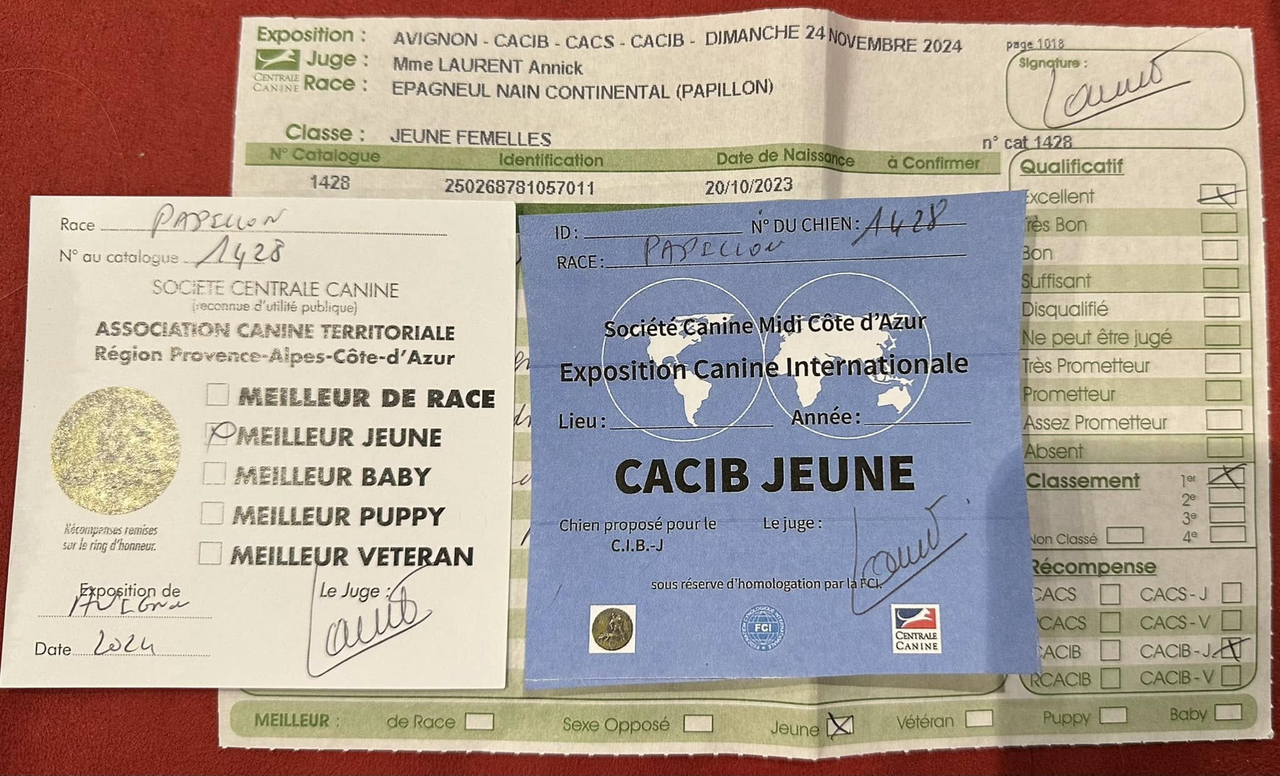 Exposition : AVIGNON - CACIB - CACS - CACIB - DIMANCHE 24 NOVEMBRE 2024
page 1018
Juge : Mme LAURENT Annick
Signature :
CENTRALE CANINE
Race : EPAGNEUL NAIN CONTINENTAL (PAPILLON)
Classe : JEUNE FEMELLES
n° cat 1428
N° Catalogue Identification Date de Naissance à Confirmer
1428 250268781057011 20/10/2023
Qualificatif
Excellent
Très Bon
Bon
Suffisant
Disqualifié
Ne peut être jugé
Très Prometteur
Prometteur
Assez Prometteur
Absent
Classement 1er
2e
3e
Non Classé 4e
Récompense
CACS CACS - J
RCACS CACS - V
CACIB CACIB - J
RCACIB CACIB - V
MEILLEUR : de Race Sexe Opposé Jeune Vétéran Puppy Baby
Race PAPILLON
N° au catalogue 1428
SOCIETE CENTRALE CANINE
(reconnue d'utilité publique)
ASSOCIATION CANINE TERRITORIALE
Région Provence-Alpes-Côte-d'Azur
MEILLEUR DE RACE
MEILLEUR JEUNE
MEILLEUR BABY
MEILLEUR PUPPY
MEILLEUR VETERAN
Récompenses remises
sur le ring d'honneur.
Exposition de
Le Juge :
Date 2024
ID : N° DU CHIEN : 1428
RACE : PAPILLON
Société Canine Midi Côte d'Azur
Exposition Canine Internationale
Lieu : Année :
CACIB JEUNE
Chien proposé pour le
C.I.B.-J
Le juge :
sous réserve d'homologation par la FCI.
FCI
CENTRALE
CANINE